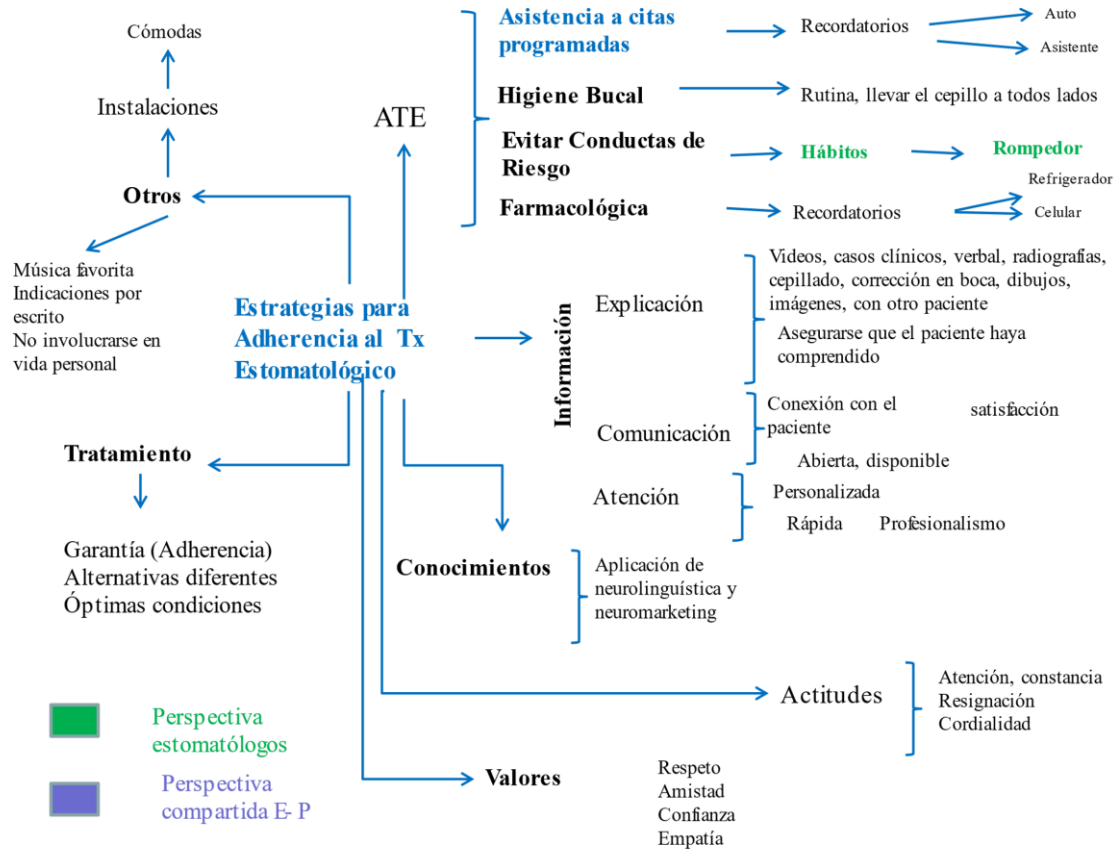 Cómodas
Instalaciones
Otros
Música favorita
Indicaciones por
escrito
No involucrarse en
vida personal
ATE
Asistencia a citas
programadas
Recordatorios
Auto
Asistente
Higiene Bucal
Rutina, llevar el cepillo a todos lados
Evitar Conductas de
Riesgo
Hábitos
Rompedor
Farmacológica
Recordatorios
Refrigerador
Celular
Estrategias para
Adherencia al Tx
Estomatológico
Información
Explicación
Videos, casos clínicos, verbal, radiografías,
cepillado, corrección en boca, dibujos,
imágenes, con otro paciente
Asegurarse que el paciente haya
comprendido
Comunicación
Conexión con el
paciente
satisfacción
Abierta, disponible
Atención
Personalizada
Rápida
Profesionalismo
Tratamiento
Garantía (Adherencia)
Alternativas diferentes
Óptimas condiciones
Conocimientos
Aplicación de
neurolinguística y
neuromarketing
Actitudes
Atención, constancia
Resignación
Cordialidad
Valores
Respeto
Amistad
Confianza
Empatía
Perspectiva
estomatólogos
Perspectiva
compartida E- P